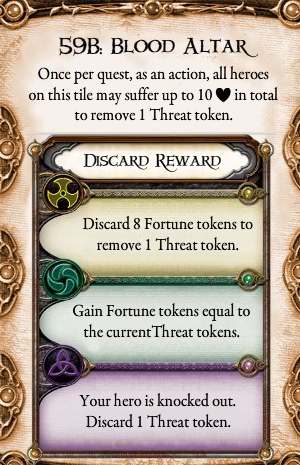 59B: Blood Altar
Once per quest, as an action, all heroes
on this tile may suffer up to 10 ♥ in total
to remove 1 Threat token.
Discard Reward
Discard 8 Fortune tokens to
remove 1 Threat token.
Gain Fortune tokens equal to
the currentThreat tokens.
Your hero is knocked out.
Discard 1 Threat token.